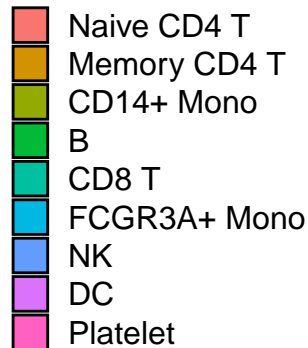 Naive CD4 T
Memory CD4 T
CD14+ Mono
B
CD8 T
FCGR3A+ Mono
NK
DC
Platelet